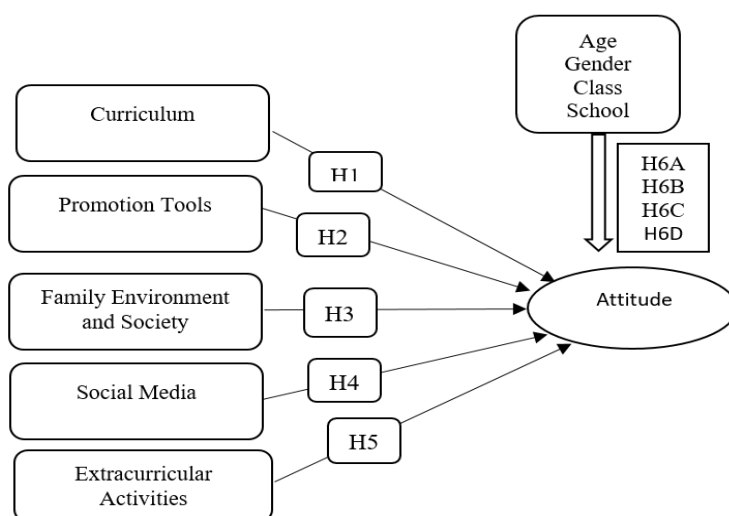 Age
Gender
Class
School
Curriculum
H1
H6A
H6B
H6C
H6D
Promotion Tools
H2
Family Environment
and Society
H3
Attitude
Social Media
H4
H5
Extracurricular
Activities